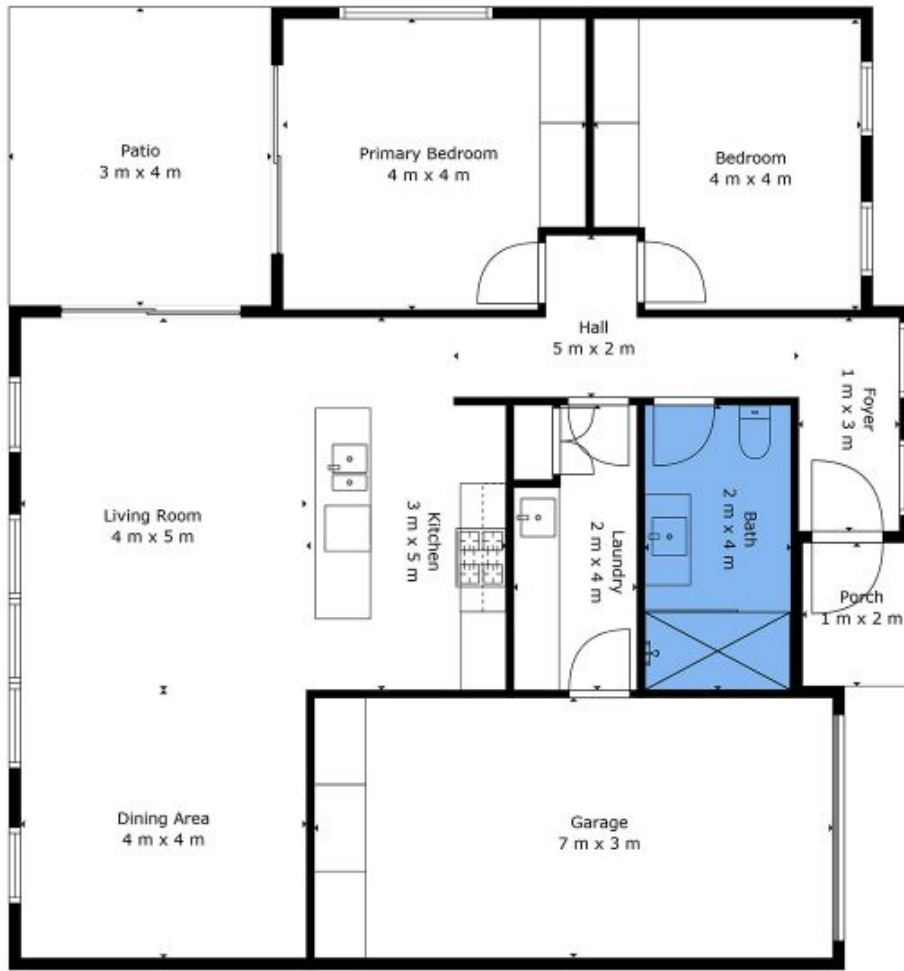 Patio
3 m x 4 m
Primary Bedroom
4 m x 4 m
Bedroom
4 m x 4 m
Hall
5 m x 2 m
Foyer
1 m x 3 m
Living Room
4 m x 5 m
Kitchen
3 m x 5 m
Laundry
2 m x 4 m
Bath
2 m x 4 m
Porch
1 m x 2 m
Dining Area
4 m x 4 m
Garage
7 m x 3 m